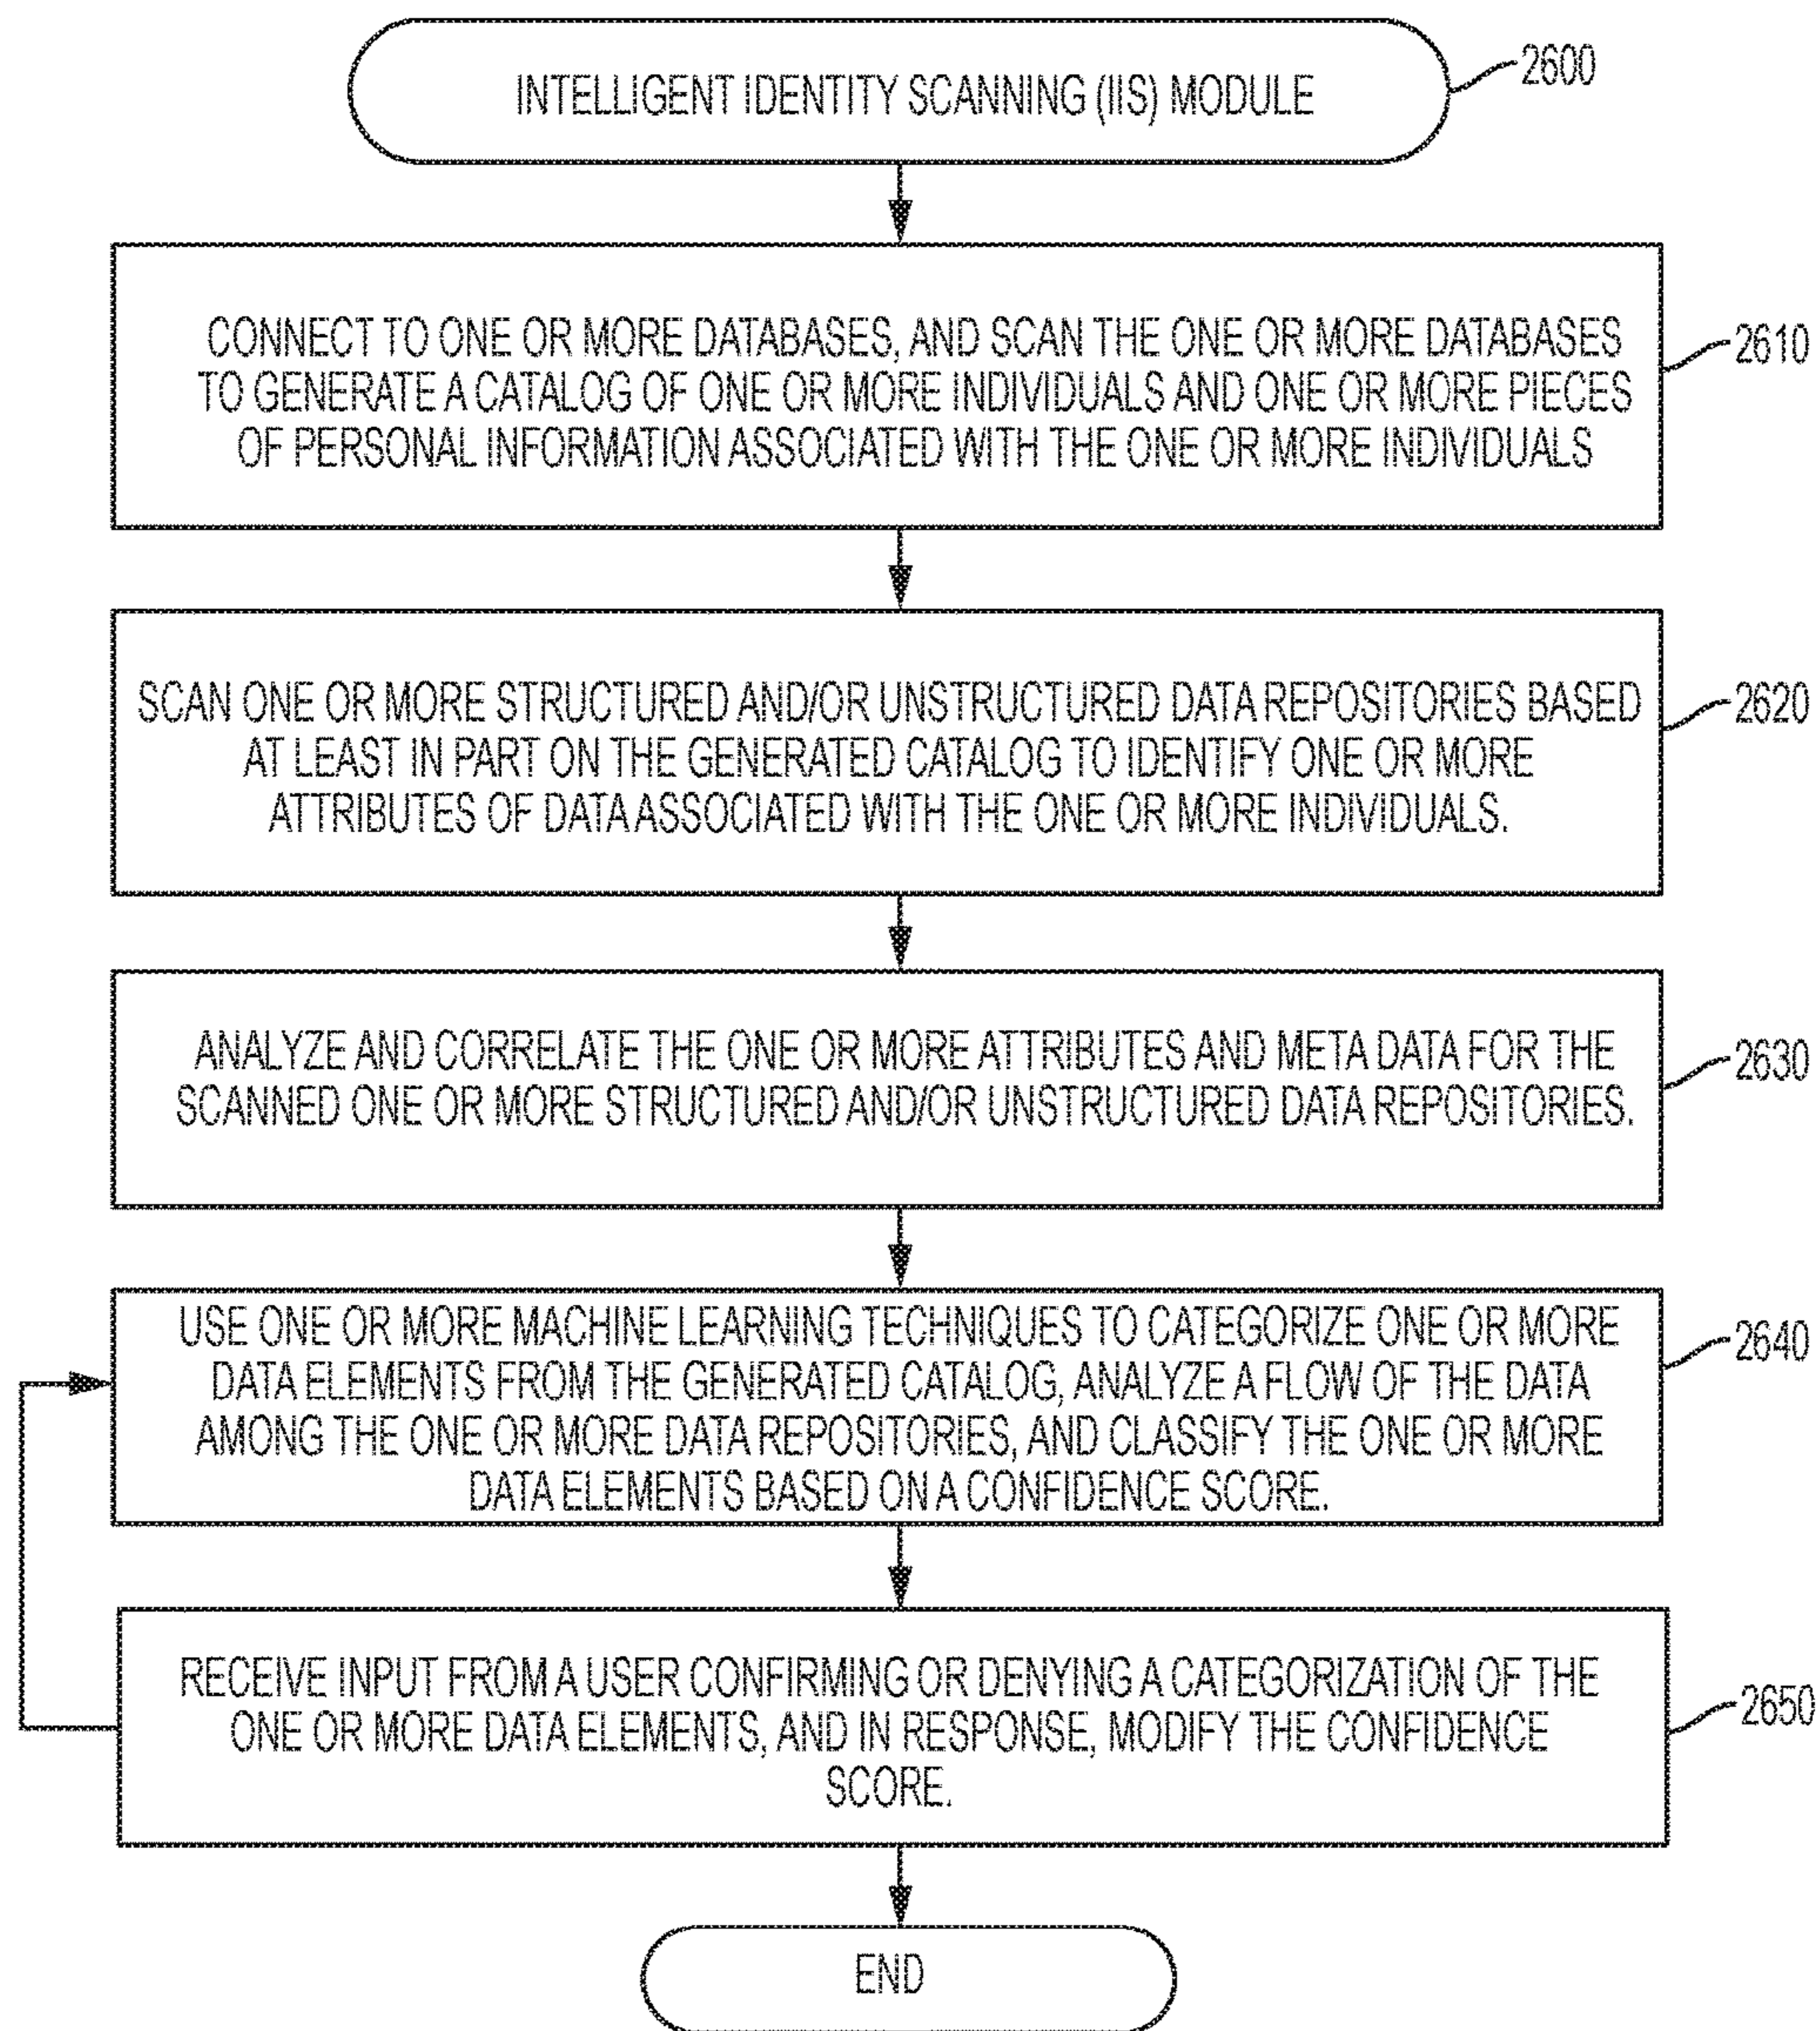 INTELLIGENT IDENTITY SCANNING (IIS) MODULE
2600
CONNECT TO ONE OR MORE DATABASES, AND SCAN THE ONE OR MORE DATABASES
TO GENERATE A CATALOG OF ONE OR MORE INDIVIDUALS AND ONE OR MORE PIECES
OF PERSONAL INFORMATION ASSOCIATED WITH THE ONE OR MORE INDIVIDUALS
2610
SCAN ONE OR MORE STRUCTURED AND/OR UNSTRUCTURED DATA REPOSITORIES BASED
AT LEAST IN PART ON THE GENERATED CATALOG TO IDENTIFY ONE OR MORE
ATTRIBUTES OF DATA ASSOCIATED WITH THE ONE OR MORE INDIVIDUALS.
2620
ANALYZE AND CORRELATE THE ONE OR MORE ATTRIBUTES AND META DATA FOR THE
SCANNED ONE OR MORE STRUCTURED AND/OR UNSTRUCTURED DATA REPOSITORIES.
2630
USE ONE OR MORE MACHINE LEARNING TECHNIQUES TO CATEGORIZE ONE OR MORE
DATA ELEMENTS FROM THE GENERATED CATALOG, ANALYZE A FLOW OF THE DATA
AMONG THE ONE OR MORE DATA REPOSITORIES, AND CLASSIFY THE ONE OR MORE
DATA ELEMENTS BASED ON A CONFIDENCE SCORE.
2640
RECEIVE INPUT FROM A USER CONFIRMING OR DENYING A CATEGORIZATION OF THE
ONE OR MORE DATA ELEMENTS, AND IN RESPONSE, MODIFY THE CONFIDENCE
SCORE.
2650
END